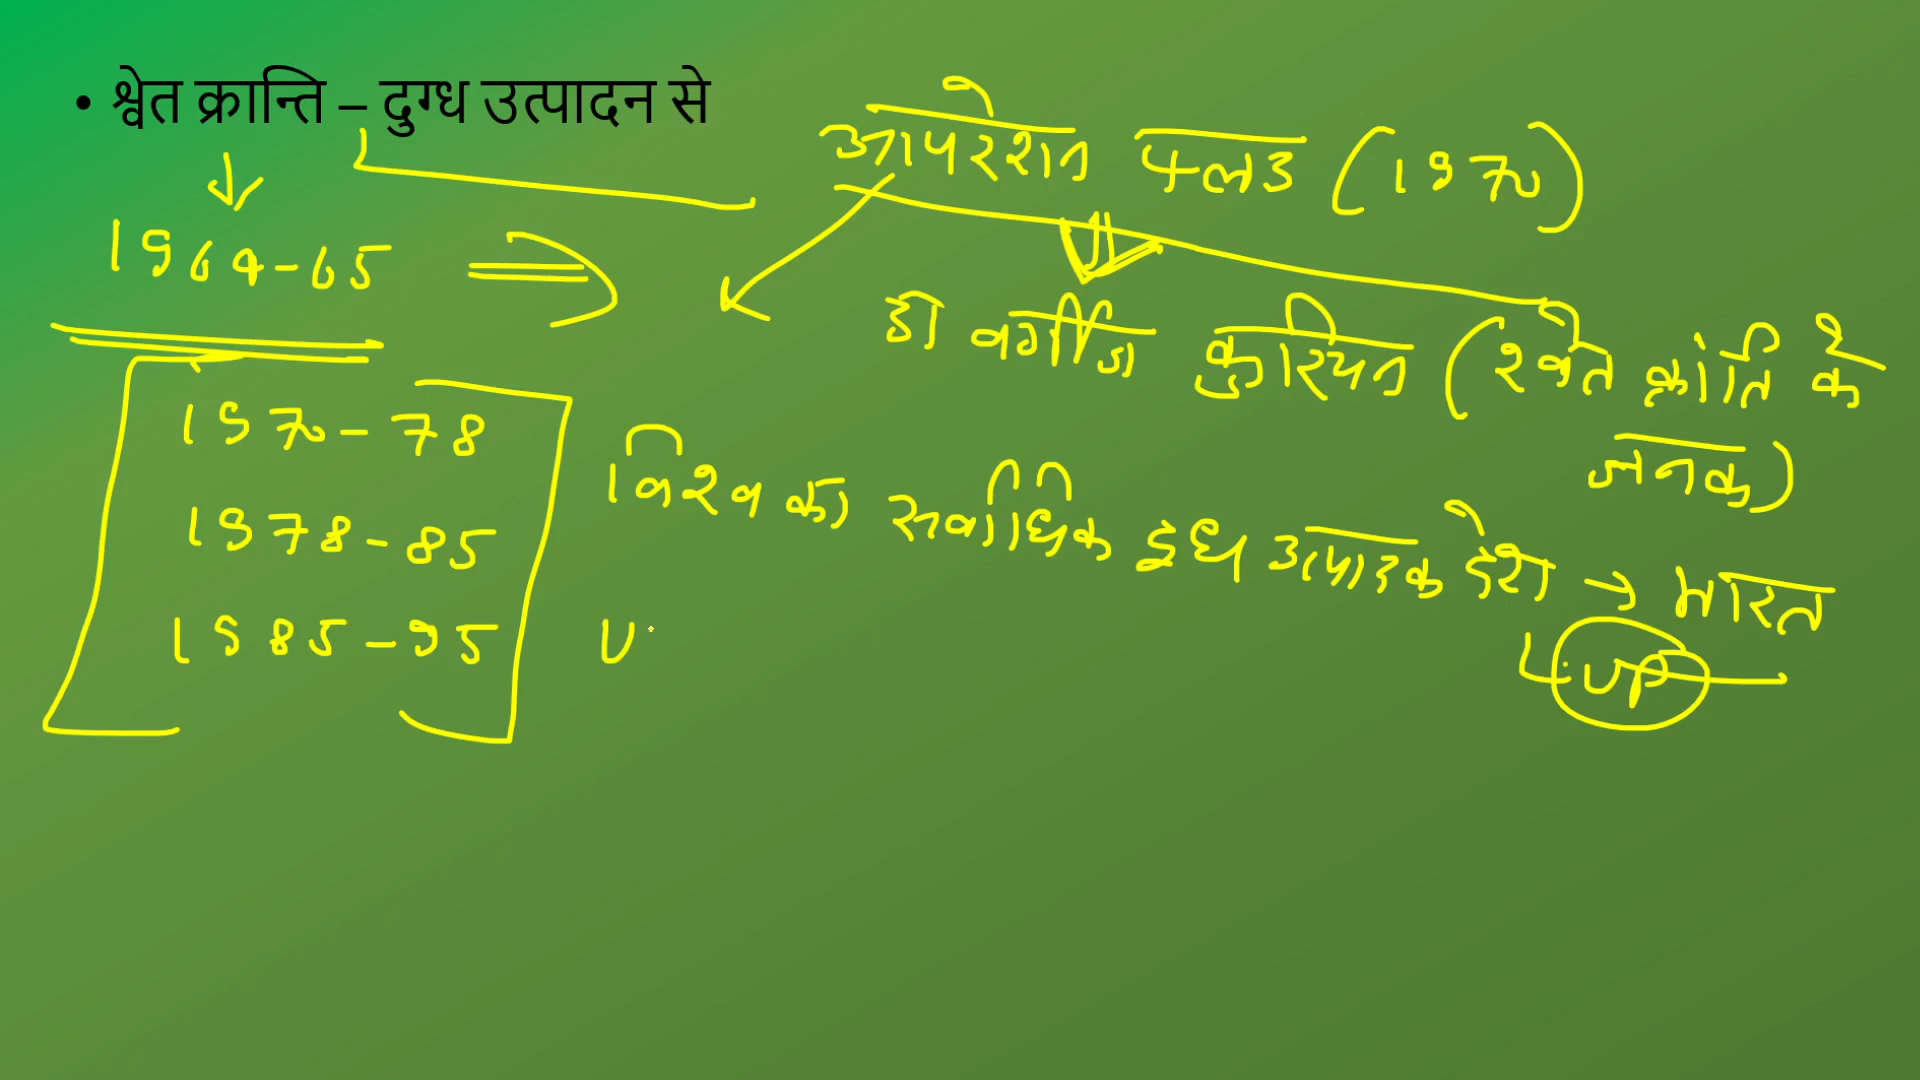 • श्वेत क्रान्ति – दुग्ध उत्पादन से
आपरेशन फ्लड (1970)
1964-65
डा वर्गीज कुरियन (श्वेत क्रांति के
जनक)
1970-78
1978-85
1985-95
विश्व का सर्वाधिक दुध उत्पादक देश → भारत
UP
U